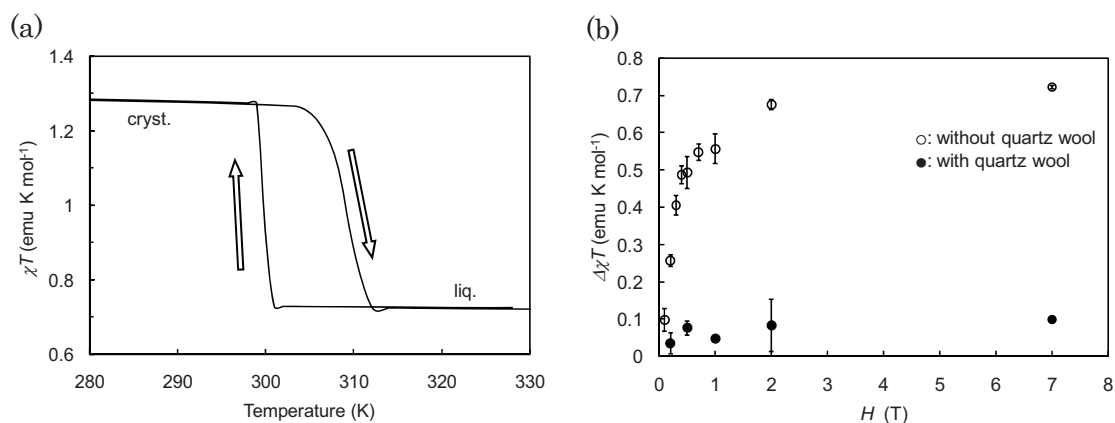 (a)
χT (emu K mol⁻¹)
1.4
1.2
1
0.8
0.6
cryst.
liq.
280 290 300 310 320 330
Temperature (K)
(b)
ΔχT (emu K mol⁻¹)
0.8
0.7
0.6
0.5
0.4
0.3
0.2
0.1
0
○: without quartz wool
●: with quartz wool
0 1 2 3 4 5 6 7 8
H (T)